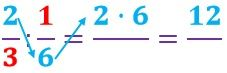 2/3 : 1/6 = 2 · 6/ = 12/